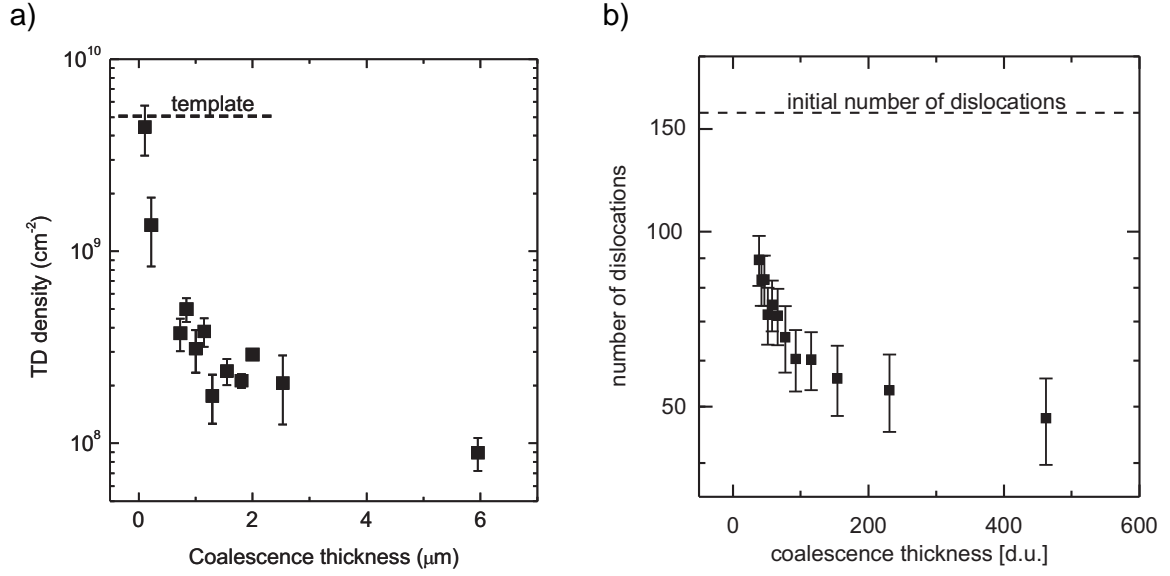 a)
10^10
10^9
10^8
TD density (cm^-2)
template
0 2 4 6
Coalescence thickness (μm)
b)
150
100
50
number of dislocations
initial number of dislocations
0 200 400 600
coalescence thickness [d.u.]